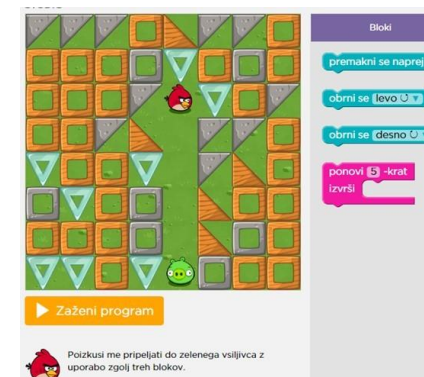 Bloki
premakni se naprej
obrni se levo
obrni se desno
ponovi 5 -krat
izvrši
Zaženi program
Poizkusi me pripeljati do zelenega vsiljivca z
uporabo zgolj treh blokov.